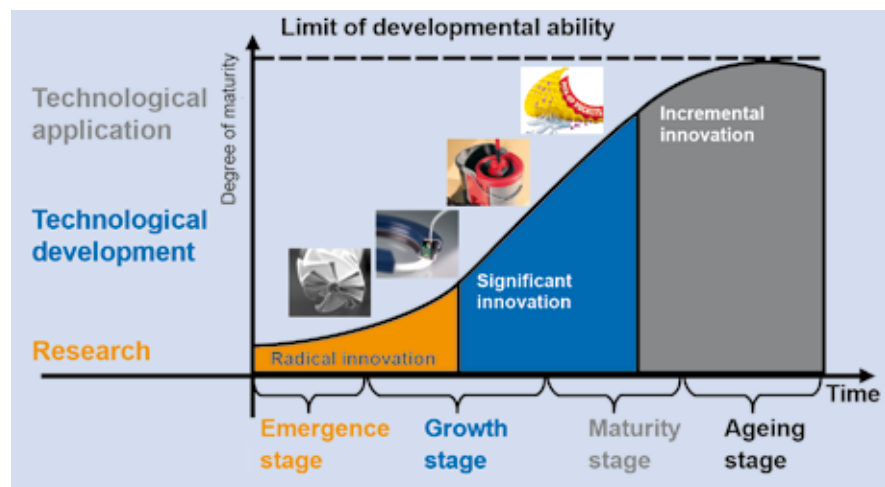 Limit of developmental ability
Degree of maturity
Technological
application
Technological
development
Research
Incremental
innovation
Significant
innovation
Radical innovation
Time
Emergence
stage
Growth
stage
Maturity
stage
Ageing
stage